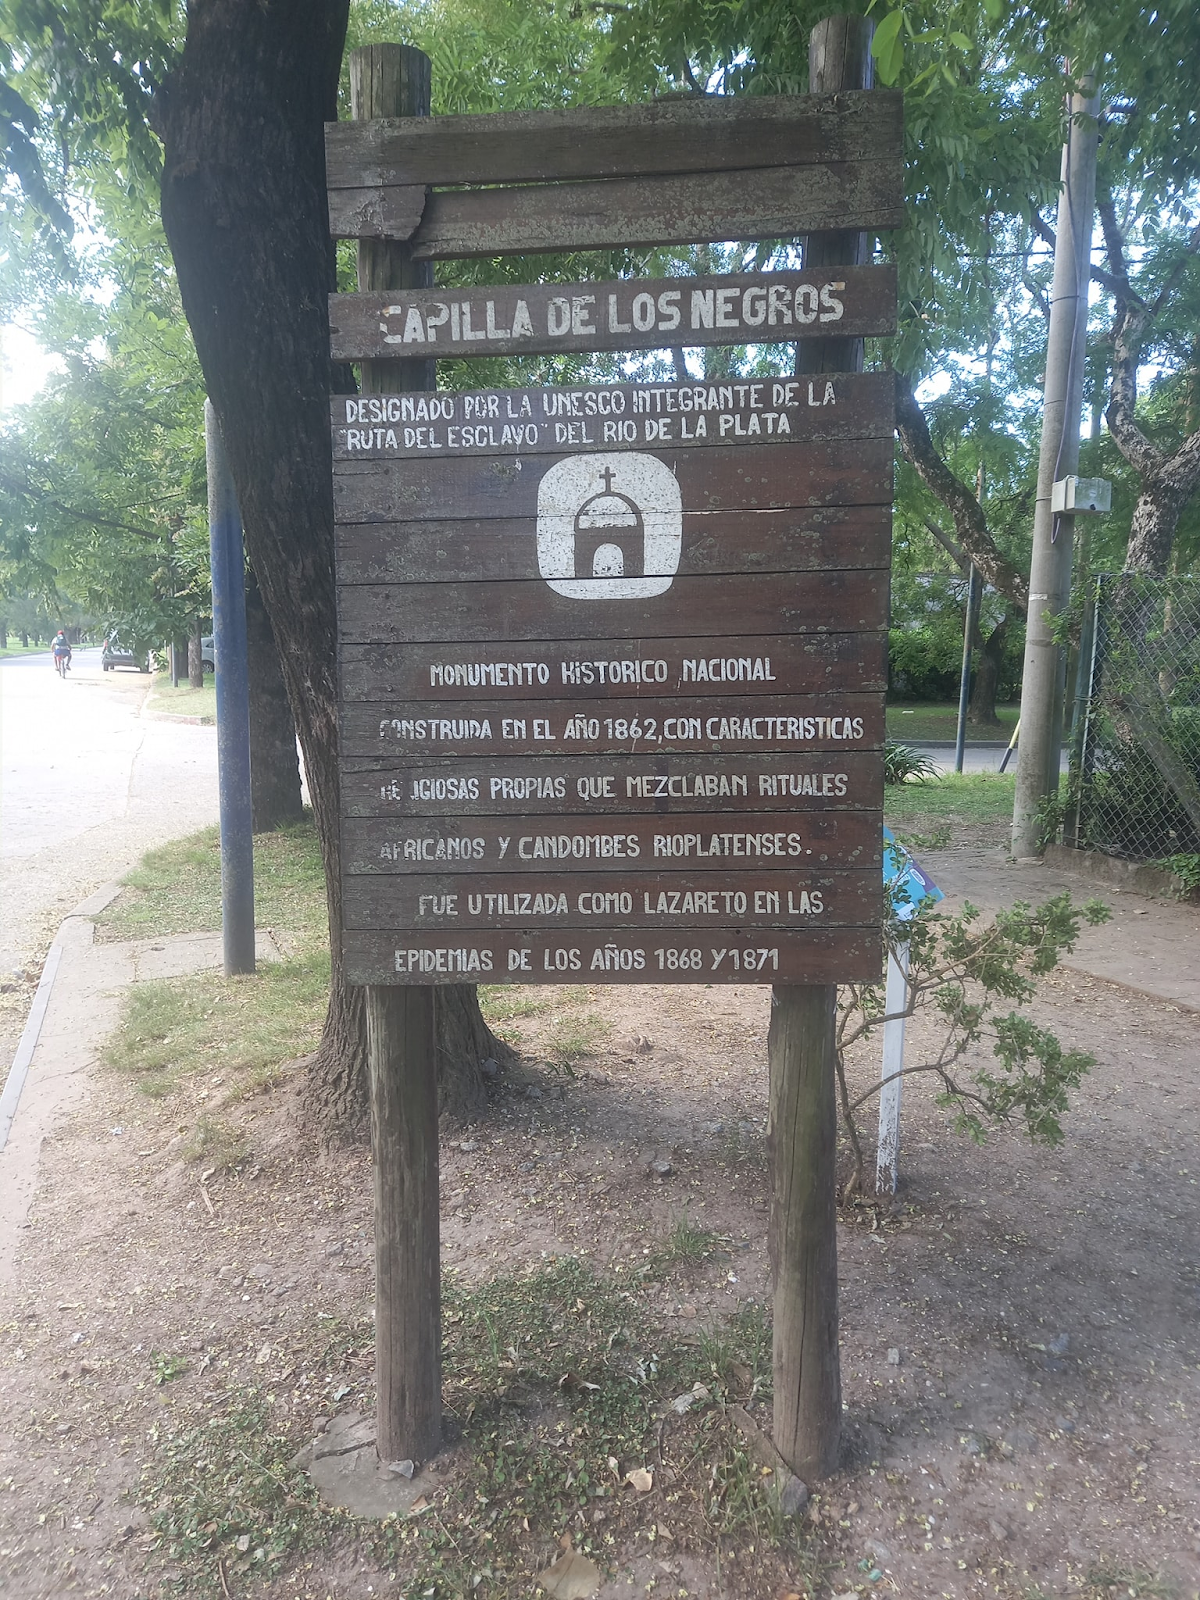 CAPILLA DE LOS NEGROS
DESIGNADO POR LA UNESCO INTEGRANTE DE LA
"RUTA DEL ESCLAVO" DEL RIO DE LA PLATA
MONUMENTO HISTORICO NACIONAL
CONSTRUIDA EN EL AÑO 1862, CON CARACTERISTICAS
RELIGIOSAS PROPIAS QUE MEZCLABAN RITUALES
AFRICANOS Y CANDOMBES RIOPLATENSES.
FUE UTILIZADA COMO LAZARETO EN LAS
EPIDEMIAS DE LOS AÑOS 1868 Y 1871